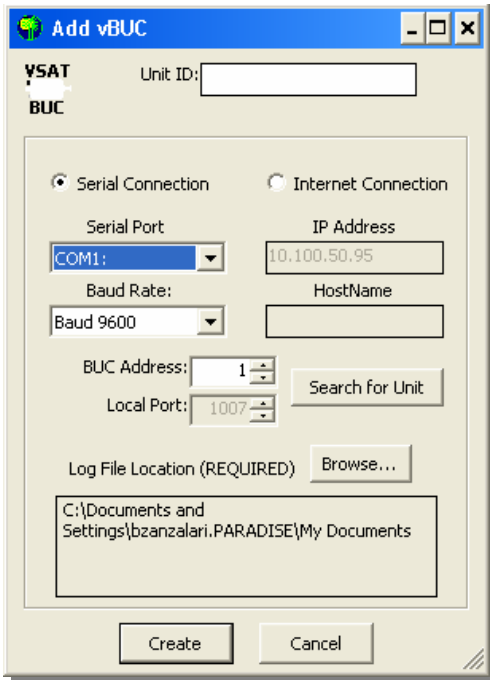 Add vBUC
VSAT
BUC
Unit ID:
Serial Connection
Internet Connection
Serial Port
IP Address
COM1:
10.100.50.95
Baud Rate:
HostName
Baud 9600
BUC Address:
1
Search for Unit
Local Port:
1007
Log File Location (REQUIRED)
Browse...
C:\Documents and
Settings\bzanzalari.PARADISE\My Documents
Create
Cancel